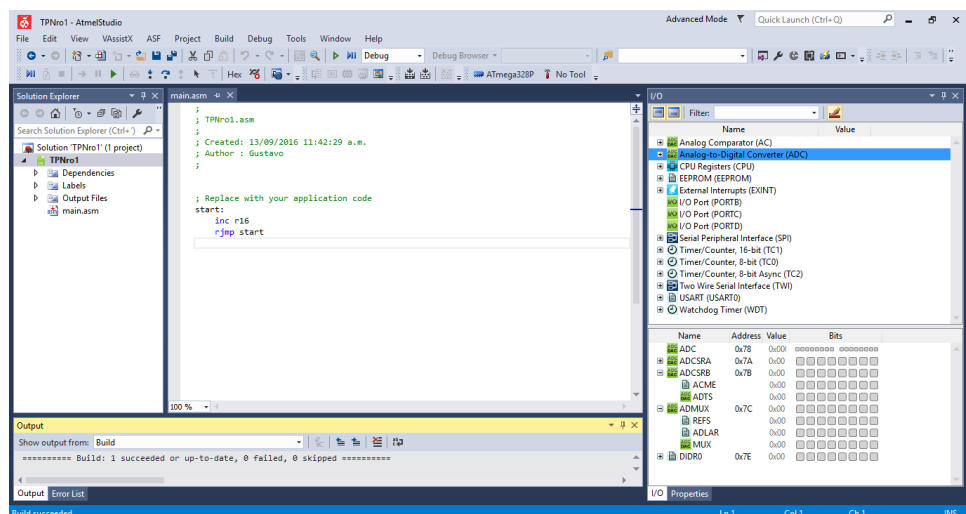 TPNro1 - AtmelStudio
Advanced Mode
Quick Launch (Ctrl+Q)
File Edit View VAssistX ASF Project Build Debug Tools Window Help
Debug
Debug Browser
Hex
ATmega328P
No Tool
Solution Explorer
Search Solution Explorer (Ctrl+´)
Solution 'TPNro1' (1 project)
TPNro1
Dependencies
Labels
Output Files
main.asm
main.asm
;
; TPNro1.asm
;
; Created: 13/09/2016 11:42:29 a.m.
; Author : Gustavo
;
; Replace with your application code
start:
inc r16
rjmp start
100 %
I/O
Filter:
Name Value
Analog Comparator (AC)
Analog-to-Digital Converter (ADC)
CPU Registers (CPU)
EEPROM (EEPROM)
External Interrupts (EXINT)
I/O Port (PORTB)
I/O Port (PORTC)
I/O Port (PORTD)
Serial Peripheral Interface (SPI)
Timer/Counter, 16-bit (TC1)
Timer/Counter, 8-bit (TC0)
Timer/Counter, 8-bit Async (TC2)
Two Wire Serial Interface (TWI)
USART (USART0)
Watchdog Timer (WDT)
Name Address Value Bits
ADC 0x78 0x00
ADCSRA 0x7A 0x00
ADCSRB 0x7B 0x00
ACME 0x00
ADTS 0x00
ADMUX 0x7C 0x00
REFS 0x00
ADLAR 0x00
MUX 0x00
DIDR0 0x7E 0x00
I/O Properties
Output
Show output from: Build
========== Build: 1 succeeded or up-to-date, 0 failed, 0 skipped ==========
Output Error List
Build succeeded
Ln 1 Col 1 Ch 1 INS